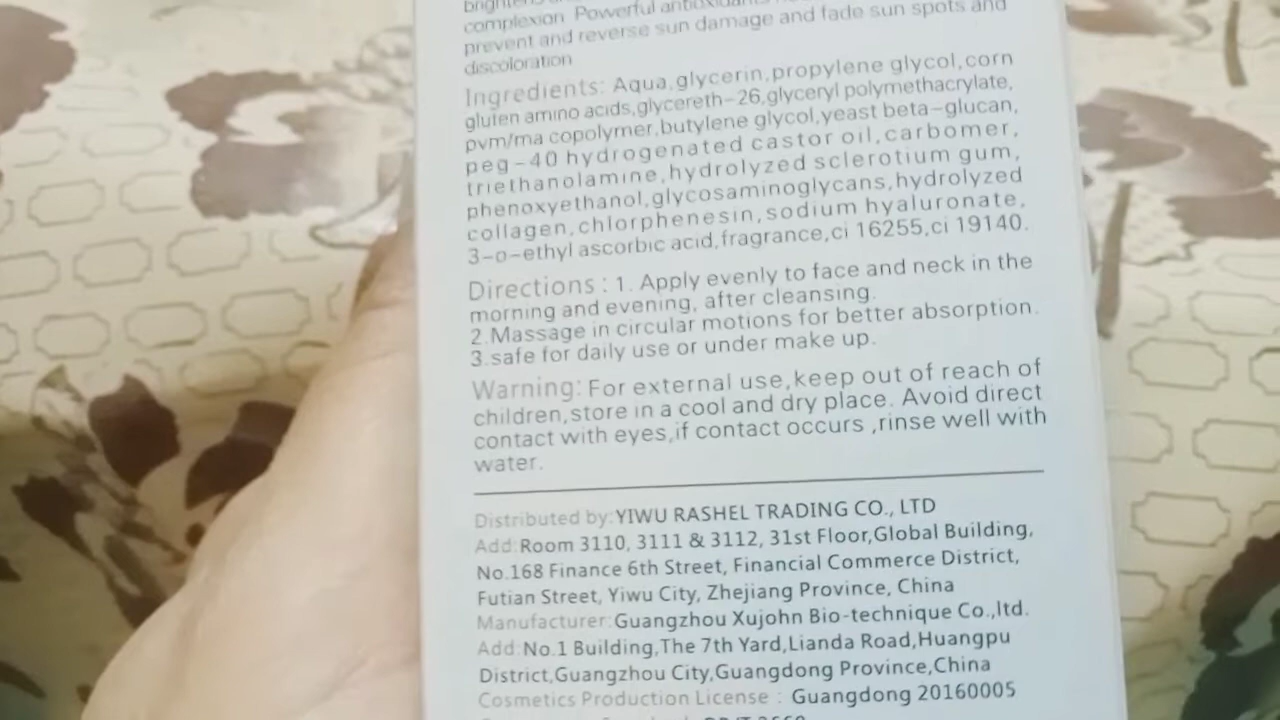 brightens
complexion. Powerful antioxidants
prevent and reverse sun damage and fade sun spots and
discoloration
Ingredients: Aqua,glycerin,propylene glycol,corn
gluten amino acids,glycereth-26,glyceryl polymethacrylate,
pvm/ma copolymer,butylene glycol,yeast beta-glucan,
peg-40 hydrogenated castor oil,carbomer,
triethanolamine,hydrolyzed sclerotium gum,
phenoxyethanol,glycosaminoglycans,hydrolyzed
collagen,chlorphenesin,sodium hyaluronate,
3-o-ethyl ascorbic acid,fragrance,ci 16255,ci 19140.
Directions : 1. Apply evenly to face and neck in the
morning and evening, after cleansing.
2.Massage in circular motions for better absorption.
3.safe for daily use or under make up.
Warning: For external use,keep out of reach of
children,store in a cool and dry place. Avoid direct
contact with eyes,if contact occurs ,rinse well with
water.
Distributed by:YIWU RASHEL TRADING CO., LTD
Add:Room 3110, 3111 & 3112, 31st Floor,Global Building,
No.168 Finance 6th Street, Financial Commerce District,
Futian Street, Yiwu City, Zhejiang Province, China
Manufacturer:Guangzhou Xujohn Bio-technique Co.,ltd.
Add:No.1 Building,The 7th Yard,Lianda Road,Huangpu
District,Guangzhou City,Guangdong Province,China
Cosmetics Production License : Guangdong 20160005